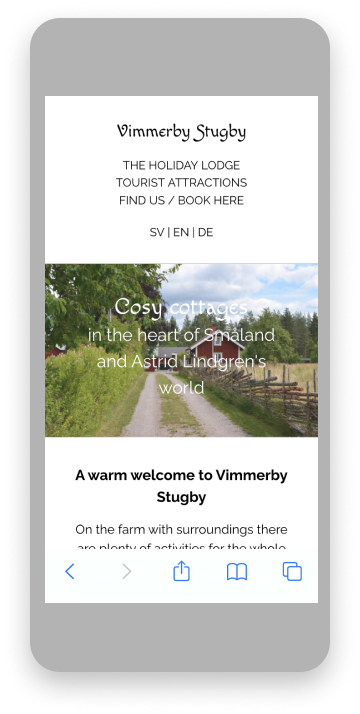 Vimmerby Stugby
THE HOLIDAY LODGE
TOURIST ATTRACTIONS
FIND US / BOOK HERE
SV | EN | DE
Cosy cottages
in the heart of Småland
and Astrid Lindgren's
world
A warm welcome to Vimmerby
Stugby
On the farm with surroundings there
are plenty of activities for the whole